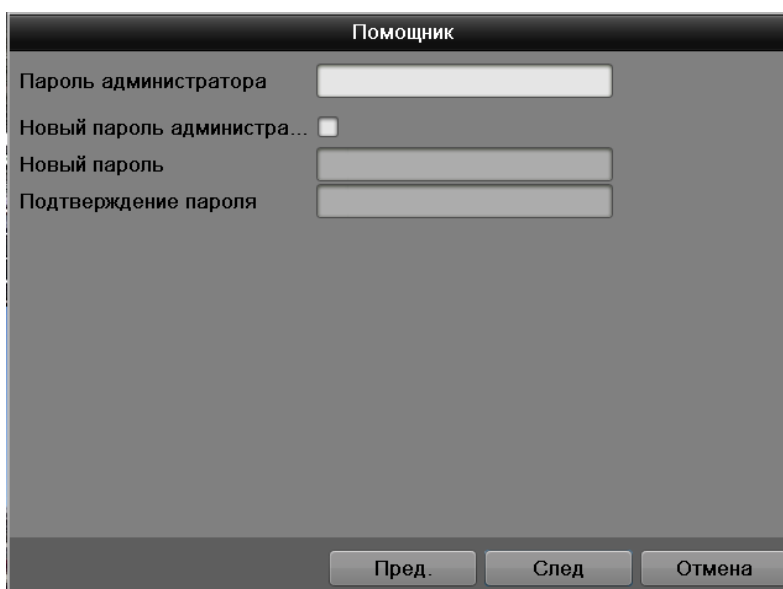 Помощник
Пароль администратора
Новый пароль администра...
Новый пароль
Подтверждение пароля
Пред. След Отмена